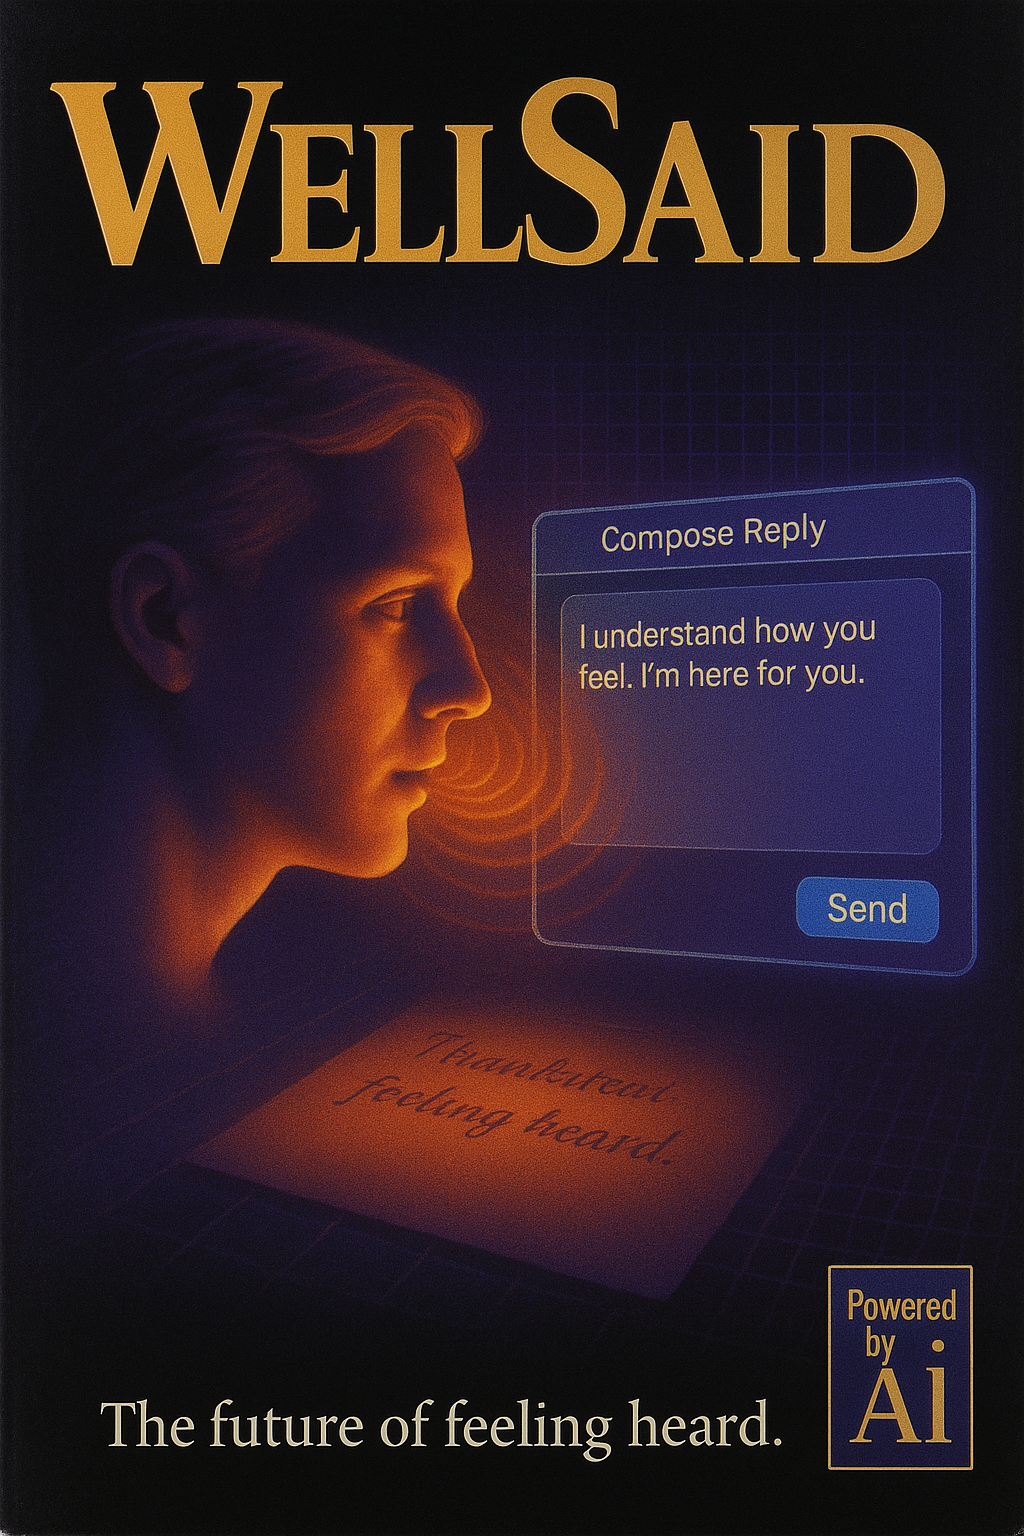 WELLSAID
Compose Reply
I understand how you
feel. I'm here for you.
Send
feeling heard.
Powered
by
Ai
The future of feeling heard.